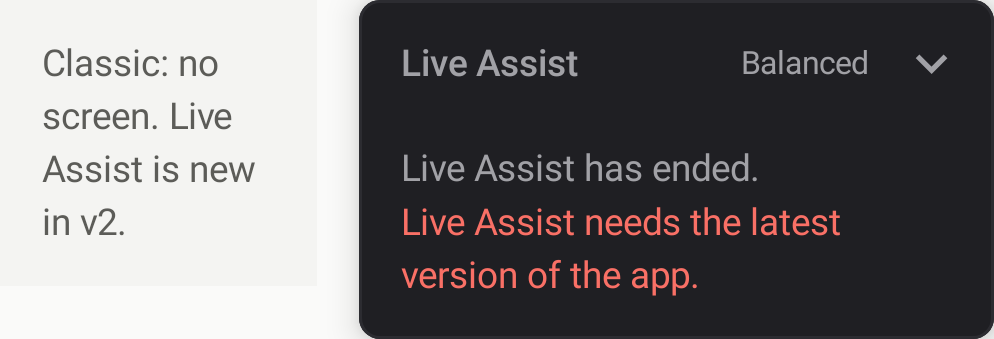 Classic: no
screen. Live
Assist is new
in v2.
Live Assist
Balanced
Live Assist has ended.
Live Assist needs the latest
version of the app.